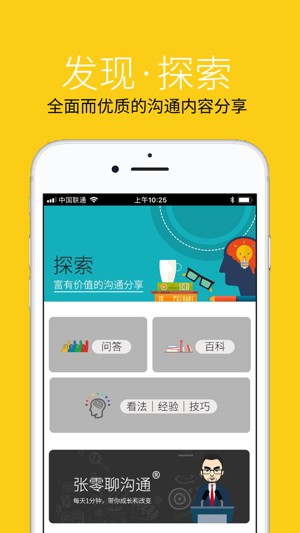 发现·探索
全面而优质的沟通内容分享
中国联通
上午10:25
探索
富有价值的沟通分享
问答
百科
看法｜经验｜技巧
张零聊沟通®
每天1分钟，带你成长和改变